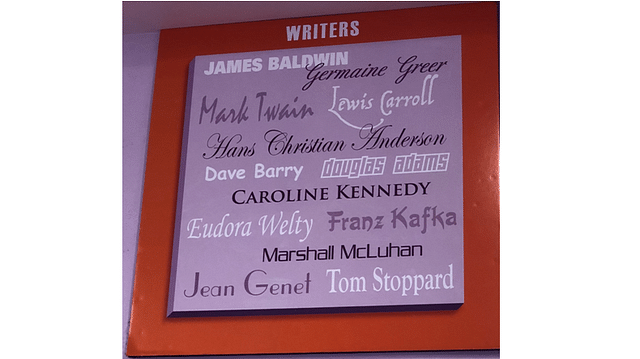 WRITERS
JAMES BALDWIN
Germaine Greer
Mark Twain Lewis Carroll
Hans Christian Anderson
Dave Barry douglas adams
CAROLINE KENNEDY
Eudora Welty Franz Kafka
Marshall McLuhan
Jean Genet Tom Stoppard